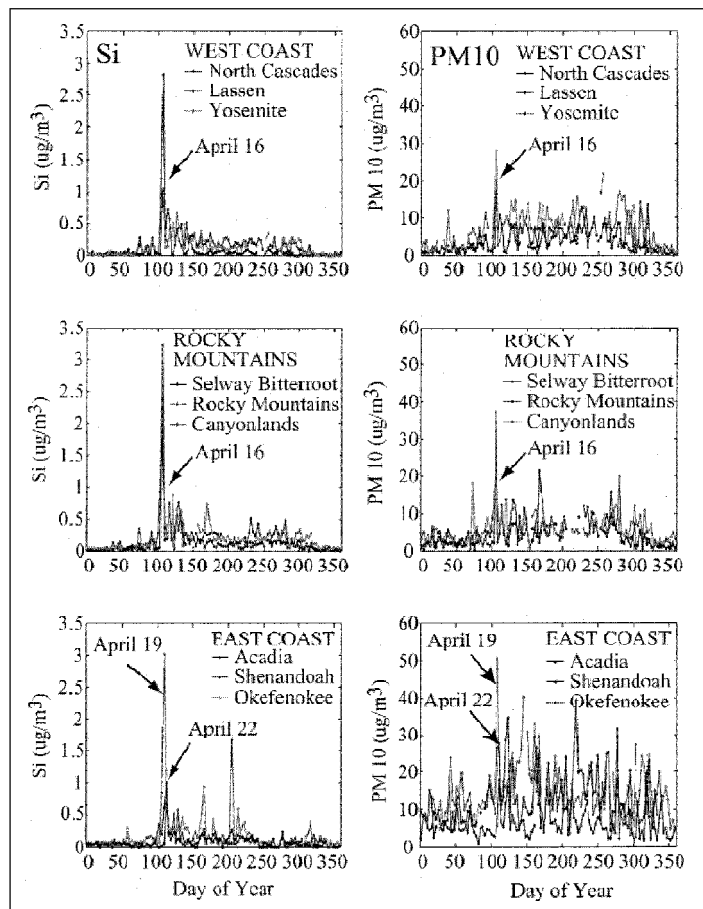 Si
WEST COAST
North Cascades
Lassen
Yosemite
April 16
Si (ug/m³)
3.5
3
2.5
2
1.5
1
0.5
0
0 50 100 150 200 250 300 350
PM10
WEST COAST
North Cascades
Lassen
Yosemite
April 16
PM 10 (ug/m³)
60
50
40
30
20
10
0
0 50 100 150 200 250 300 350
ROCKY
MOUNTAINS
Selway Bitterroot
Rocky Mountains
Canyonlands
April 16
Si (ug/m³)
3.5
3
2.5
2
1.5
1
0.5
0
0 50 100 150 200 250 300 350
ROCKY
MOUNTAINS
Selway Bitterroot
Rocky Mountains
Canyonlands
April 16
PM 10 (ug/m³)
60
50
40
30
20
10
0
0 50 100 150 200 250 300 350
April 19
EAST COAST
Acadia
Shenandoah
Okefenokee
April 22
Si (ug/m³)
3.5
3
2.5
2
1.5
1
0.5
0
0 50 100 150 200 250 300 350
Day of Year
April 19
EAST COAST
Acadia
Shenandoah
Okefenokee
April 22
PM 10 (ug/m³)
60
50
40
30
20
10
0
0 50 100 150 200 250 300 350
Day of Year